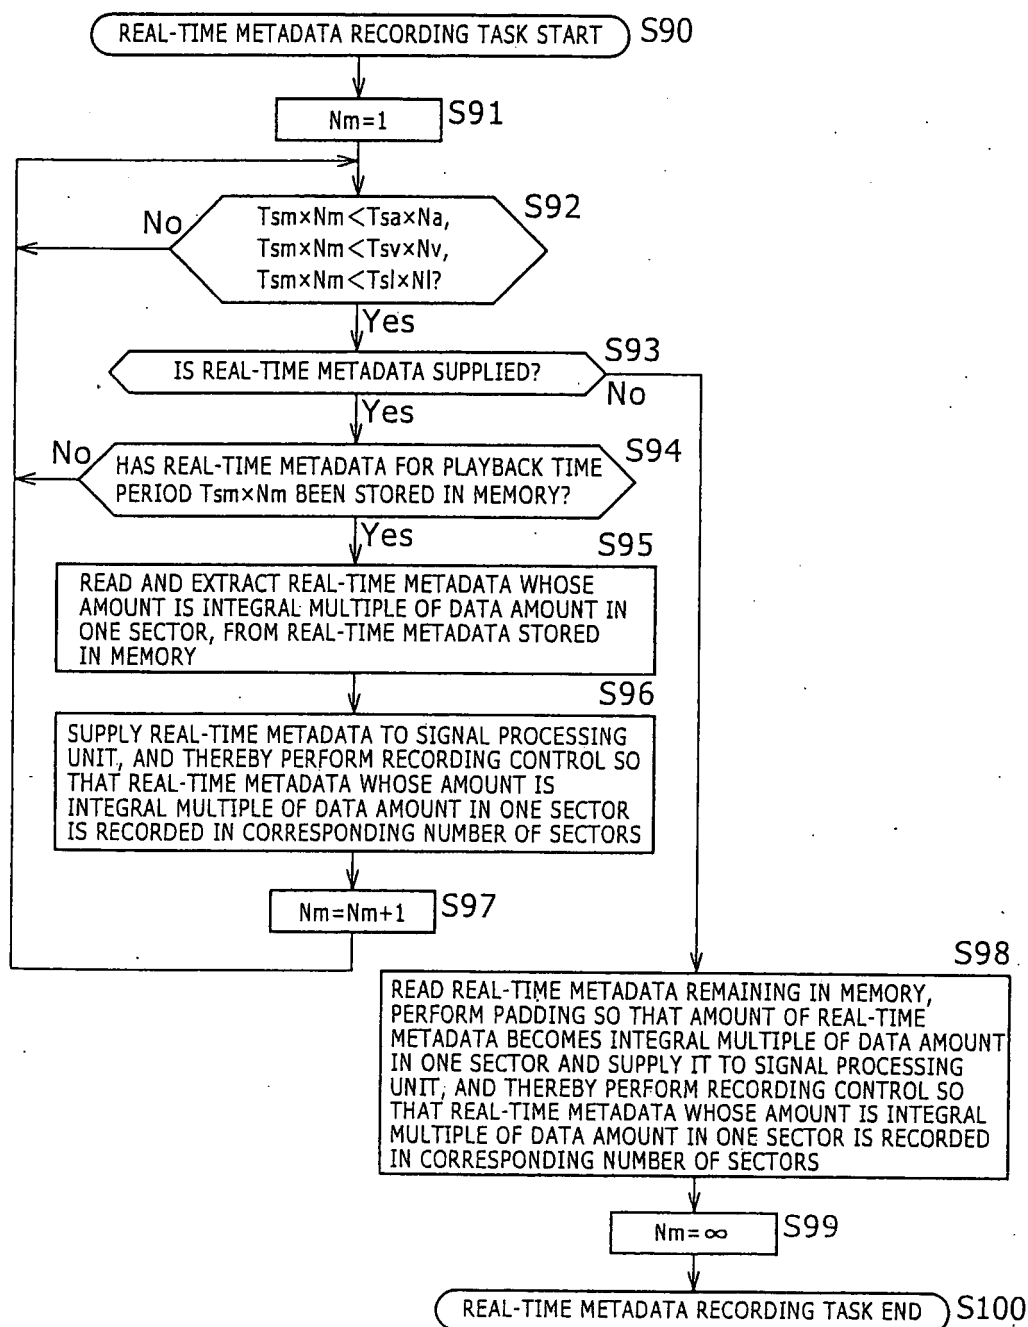 REAL-TIME METADATA RECORDING TASK START
S90
Nm=1
S91
Tsm×Nm<Tsa×Na,
Tsm×Nm<Tsv×Nv,
Tsm×Nm<Tsl×Nl?
S92
No
Yes
IS REAL-TIME METADATA SUPPLIED?
S93
No
Yes
HAS REAL-TIME METADATA FOR PLAYBACK TIME
PERIOD Tsm×Nm BEEN STORED IN MEMORY?
S94
No
Yes
S95
READ AND EXTRACT REAL-TIME METADATA WHOSE
AMOUNT IS INTEGRAL MULTIPLE OF DATA AMOUNT IN
ONE SECTOR, FROM REAL-TIME METADATA STORED
IN MEMORY
S96
SUPPLY REAL-TIME METADATA TO SIGNAL PROCESSING
UNIT, AND THEREBY PERFORM RECORDING CONTROL SO
THAT REAL-TIME METADATA WHOSE AMOUNT IS
INTEGRAL MULTIPLE OF DATA AMOUNT IN ONE SECTOR
IS RECORDED IN CORRESPONDING NUMBER OF SECTORS
Nm=Nm+1
S97
S98
READ REAL-TIME METADATA REMAINING IN MEMORY,
PERFORM PADDING SO THAT AMOUNT OF REAL-TIME
METADATA BECOMES INTEGRAL MULTIPLE OF DATA AMOUNT
IN ONE SECTOR AND SUPPLY IT TO SIGNAL PROCESSING
UNIT, AND THEREBY PERFORM RECORDING CONTROL SO
THAT REAL-TIME METADATA WHOSE AMOUNT IS INTEGRAL
MULTIPLE OF DATA AMOUNT IN ONE SECTOR IS RECORDED
IN CORRESPONDING NUMBER OF SECTORS
Nm=∞
S99
REAL-TIME METADATA RECORDING TASK END
S100